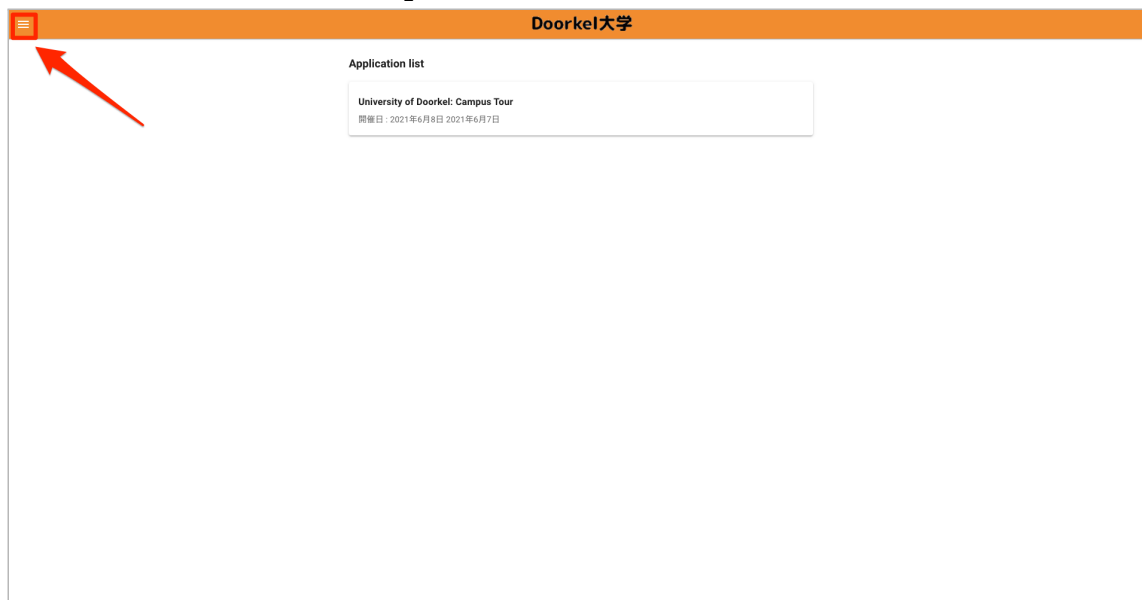 Doorkel大学
Application list
University of Doorkel: Campus Tour
開催日 : 2021年6月8日 2021年6月7日